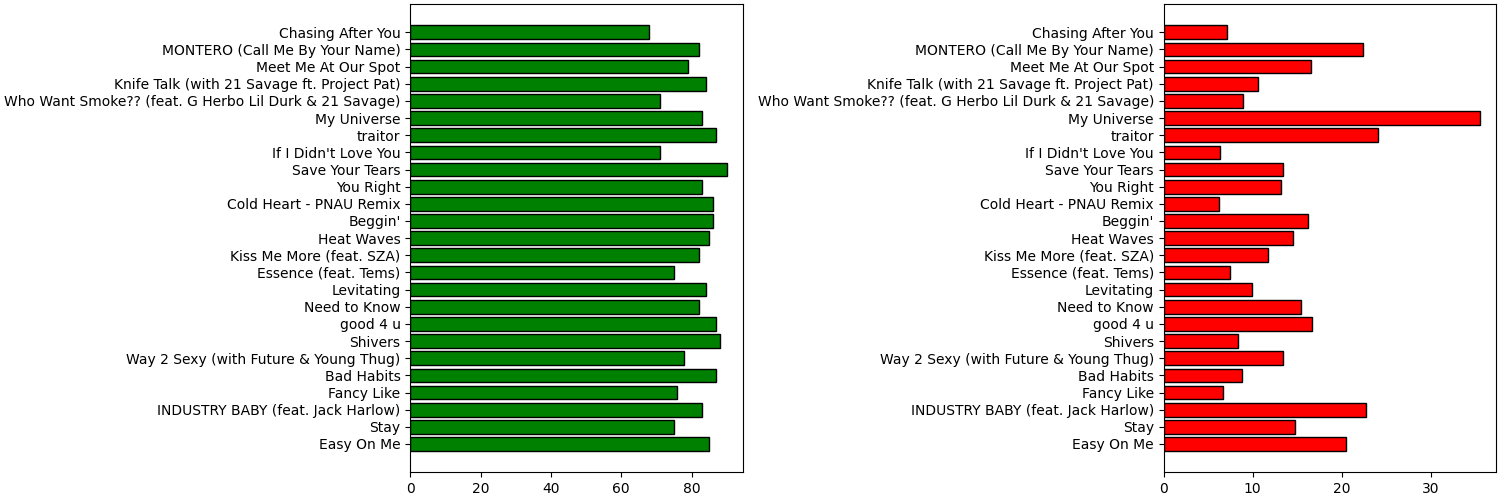 Chasing After You
MONTERO (Call Me By Your Name)
Meet Me At Our Spot
Knife Talk (with 21 Savage ft. Project Pat)
Who Want Smoke?? (feat. G Herbo Lil Durk & 21 Savage)
My Universe
traitor
If I Didn't Love You
Save Your Tears
You Right
Cold Heart - PNAU Remix
Beggin'
Heat Waves
Kiss Me More (feat. SZA)
Essence (feat. Tems)
Levitating
Need to Know
good 4 u
Shivers
Way 2 Sexy (with Future & Young Thug)
Bad Habits
Fancy Like
INDUSTRY BABY (feat. Jack Harlow)
Stay
Easy On Me
0 20 40 60 80
Chasing After You
MONTERO (Call Me By Your Name)
Meet Me At Our Spot
Knife Talk (with 21 Savage ft. Project Pat)
Who Want Smoke?? (feat. G Herbo Lil Durk & 21 Savage)
My Universe
traitor
If I Didn't Love You
Save Your Tears
You Right
Cold Heart - PNAU Remix
Beggin'
Heat Waves
Kiss Me More (feat. SZA)
Essence (feat. Tems)
Levitating
Need to Know
good 4 u
Shivers
Way 2 Sexy (with Future & Young Thug)
Bad Habits
Fancy Like
INDUSTRY BABY (feat. Jack Harlow)
Stay
Easy On Me
0 10 20 30